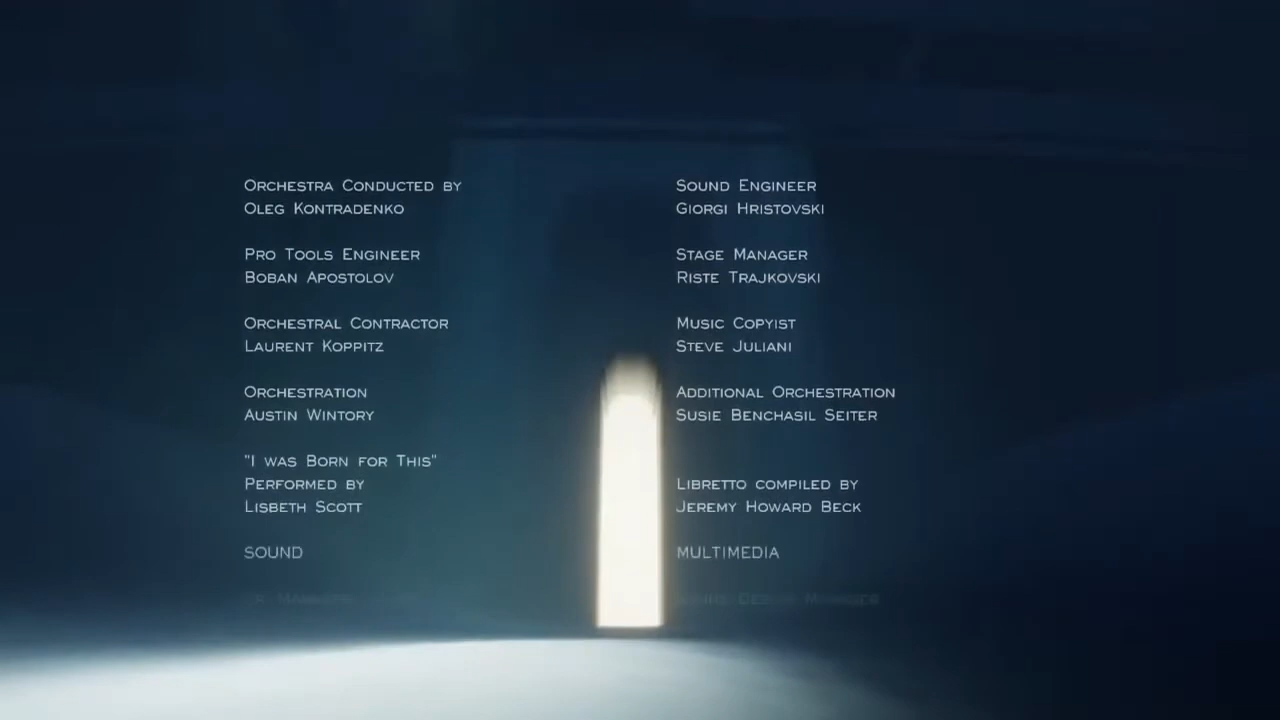 Orchestra Conducted by
Oleg Kontradenko
Pro Tools Engineer
Boban Apostolov
Orchestral Contractor
Laurent Koppitz
Orchestration
Austin Wintory
"I was Born for This"
Performed by
Lisbeth Scott
SOUND
Sound Engineer
Giorgi Hristovski
Stage Manager
Riste Trajkovski
Music Copyist
Steve Juliani
Additional Orchestration
Susie Benchasil Seiter
Libretto compiled by
Jeremy Howard Beck
MULTIMEDIA
Manager